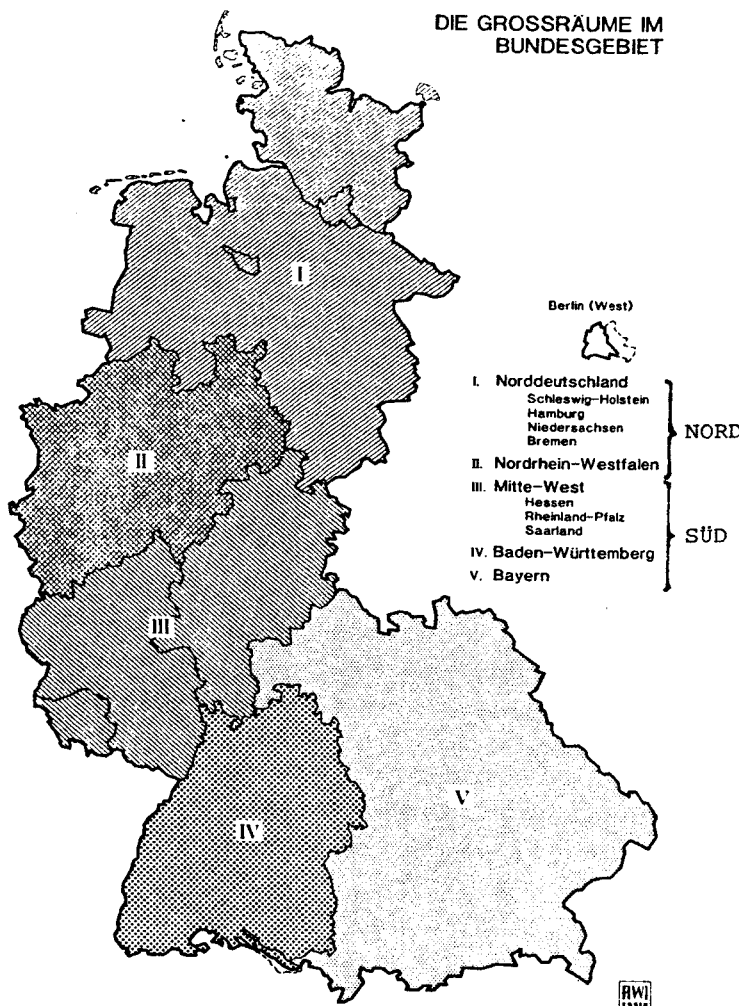 DIE GROSSRÄUME IM
BUNDESGEBIET
I
Berlin (West)
I. Norddeutschland
Schleswig-Holstein
Hamburg
Niedersachsen
Bremen
NORD
II. Nordrhein-Westfalen
II
III. Mitte-West
Hessen
Rheinland-Pfalz
Saarland
SÜD
IV. Baden-Württemberg
V. Bayern
III
V
IV
RWI